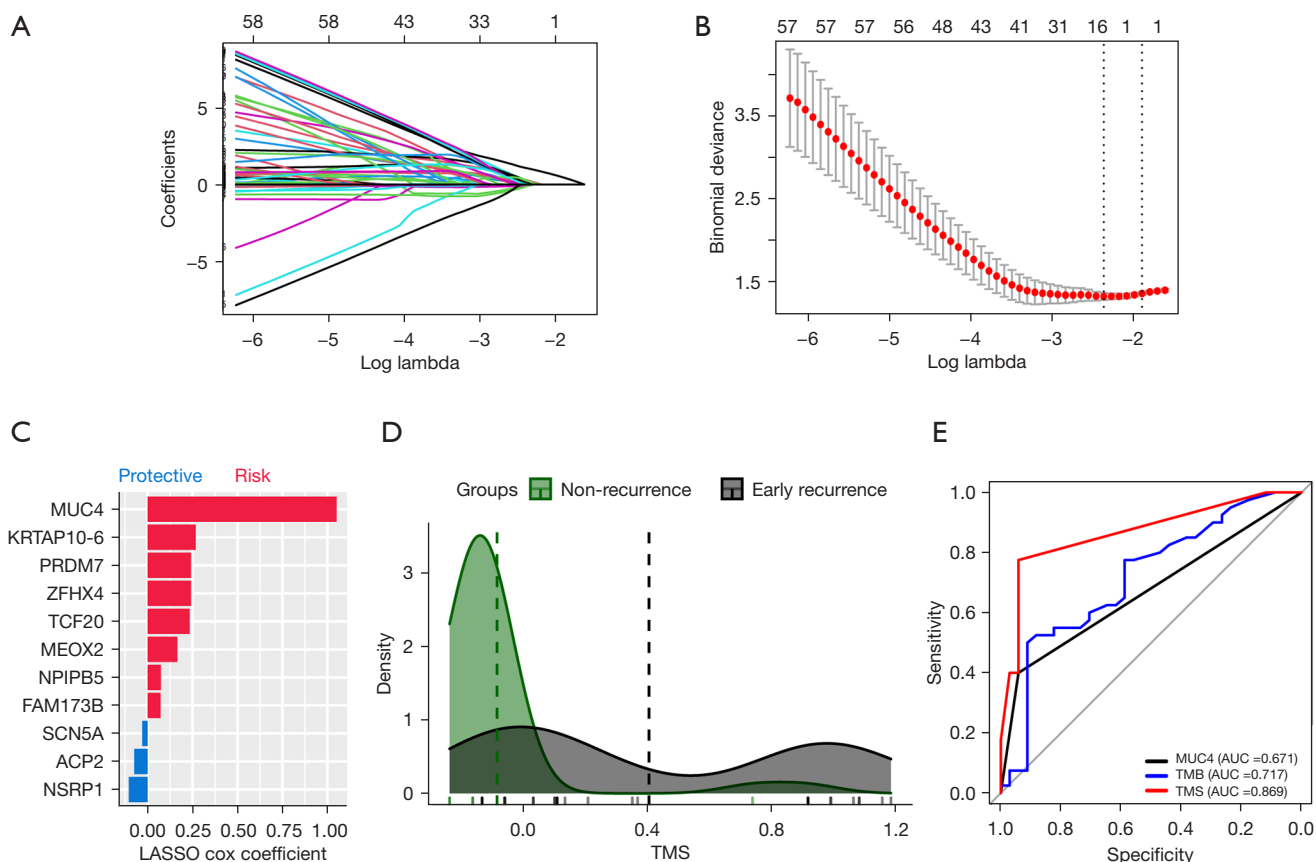 A
58 58 43 33 1
Coefficients
5
0
−5
−6 −5 −4 −3 −2
Log lambda
B
57 57 57 56 48 43 41 31 16 1 1
Binomial deviance
3.5
2.5
1.5
−6 −5 −4 −3 −2
Log lambda
C
Protective Risk
MUC4
KRTAP10-6
PRDM7
ZFHX4
TCF20
MEOX2
NPIPB5
FAM173B
SCN5A
ACP2
NSRP1
0.00 0.25 0.50 0.75 1.00
LASSO cox coefficient
D
Groups Non-recurrence Early recurrence
Density
3
2
1
0
0.0 0.4 0.8 1.2
TMS
E
Sensitivity
1.0
0.8
0.6
0.4
0.2
0.0
MUC4 (AUC =0.671)
TMB (AUC =0.717)
TMS (AUC =0.869)
1.0 0.8 0.6 0.4 0.2 0.0
Specificity